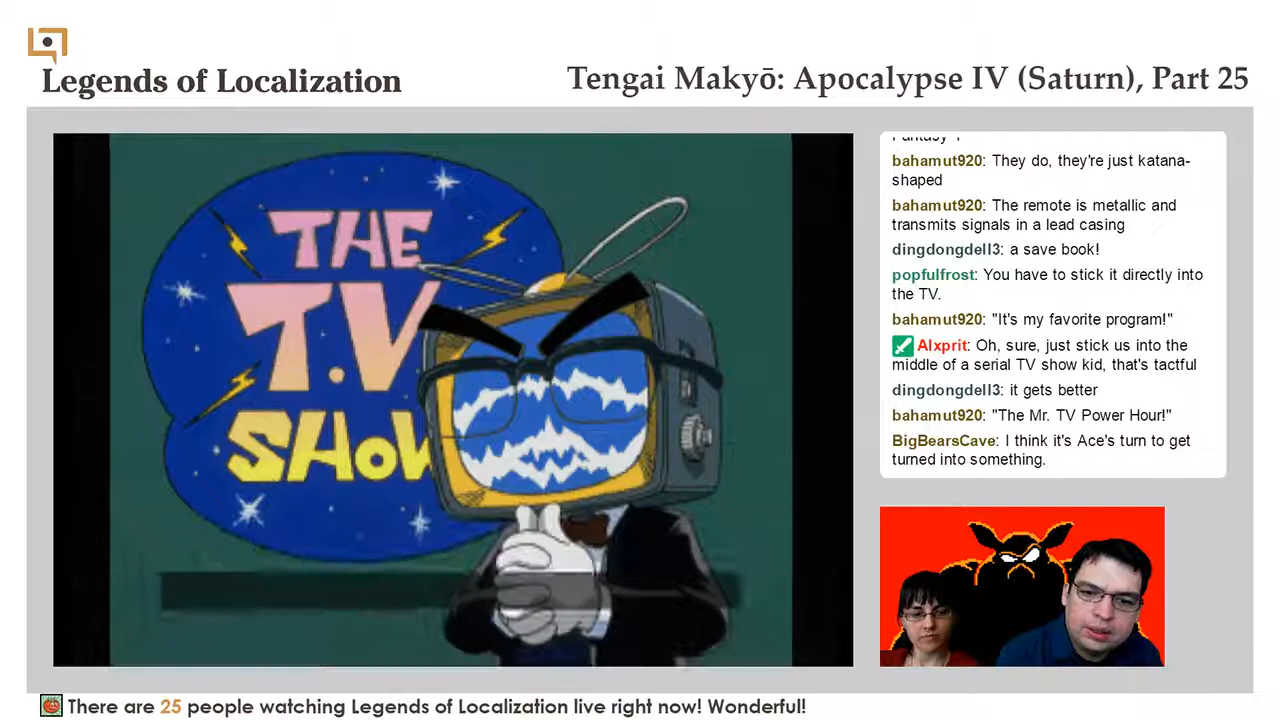 Legends of Localization
Tengai Makyō: Apocalypse IV (Saturn), Part 25
THE
T.V
SHOW
bahamut920: They do, they're just katana-
shaped
bahamut920: The remote is metallic and
transmits signals in a lead casing
dingdongdell3: a save book!
popfulfrost: You have to stick it directly into
the TV.
bahamut920: "It's my favorite program!"
Alxprit: Oh, sure, just stick us into the
middle of a serial TV show kid, that's tactful
dingdongdell3: it gets better
bahamut920: "The Mr. TV Power Hour!"
BigBearsCave: I think it's Ace's turn to get
turned into something.
There are 25 people watching Legends of Localization live right now! Wonderful!